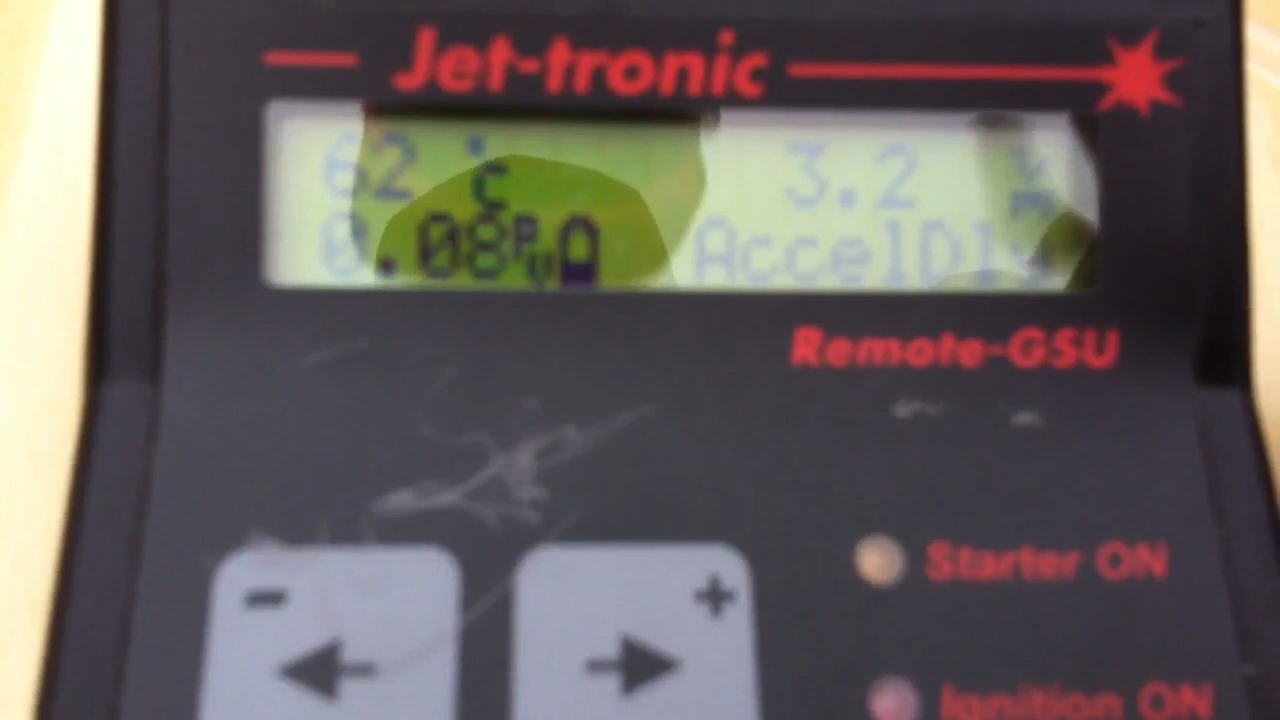 Jet-tronic
62 °C 3.2
0.08 AccelDly
Remote-GSU
Starter ON
- +
Ignition ON